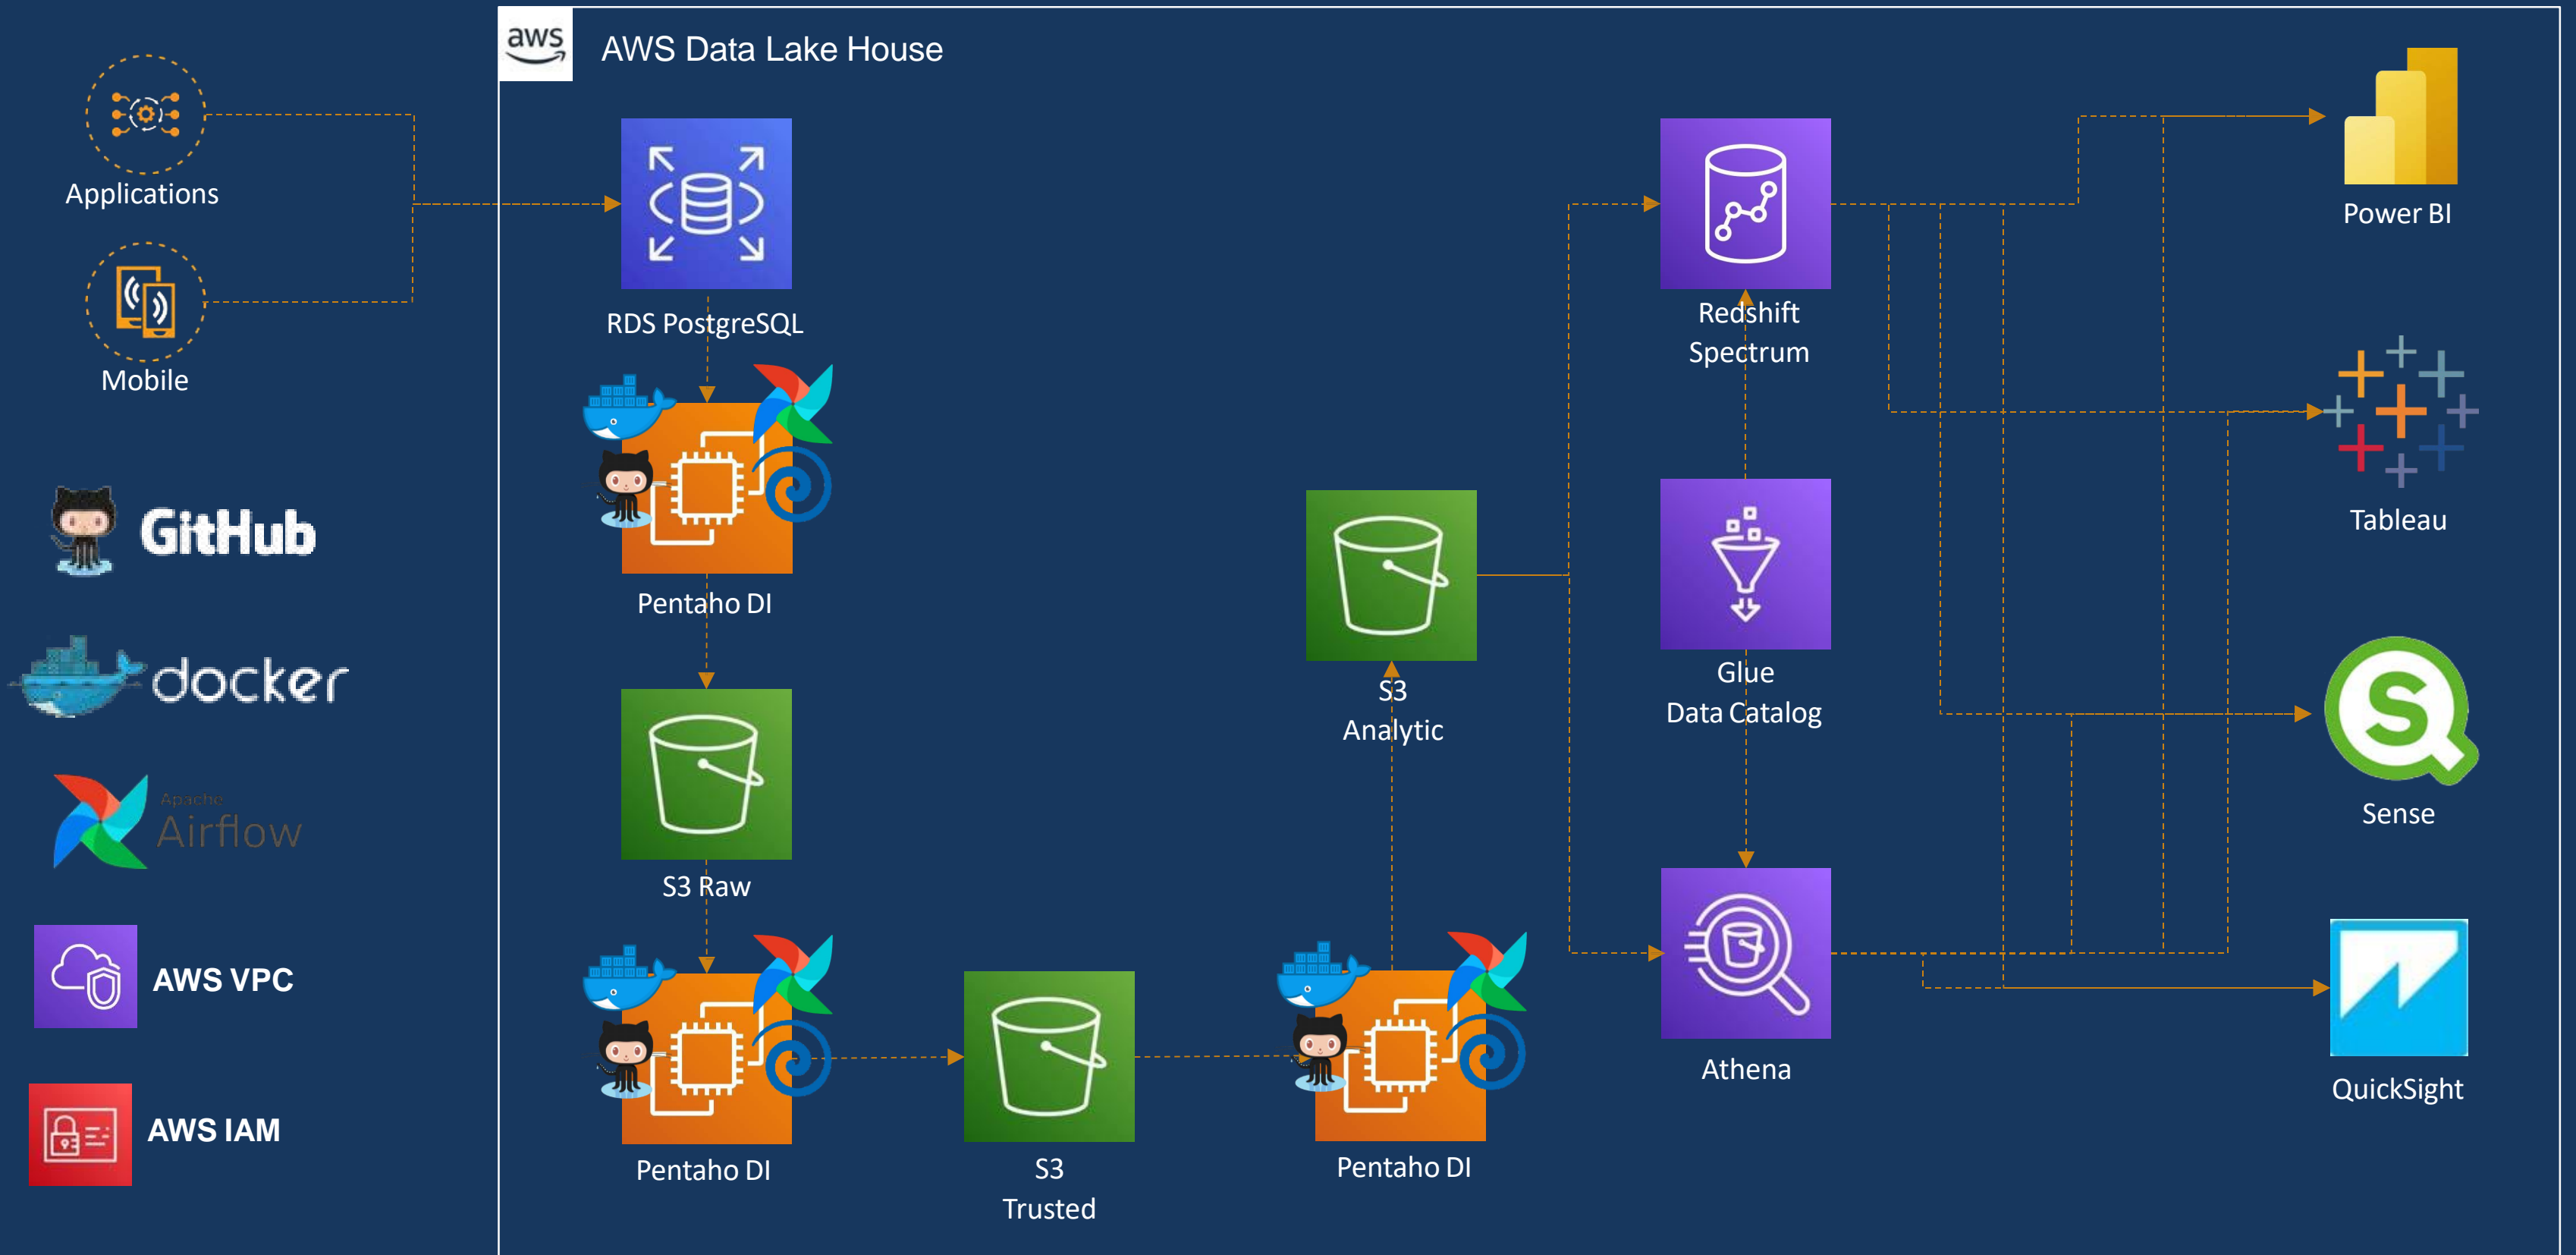 aws
AWS Data Lake House
Applications
Mobile
GitHub
docker
Apache
Airflow
AWS VPC
AWS IAM
RDS PostgreSQL
Pentaho DI
S3 Raw
Pentaho DI
S3
Trusted
Pentaho DI
S3
Analytic
Redshift
Spectrum
Glue
Data Catalog
Athena
Power BI
Tableau
S
Sense
QuickSight